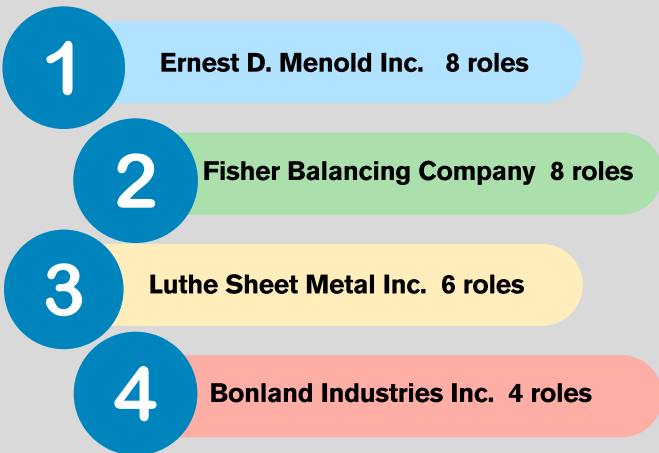 1
Ernest D. Menold Inc. 8 roles
2
Fisher Balancing Company 8 roles
3
Luthe Sheet Metal Inc. 6 roles
4
Bonland Industries Inc. 4 roles